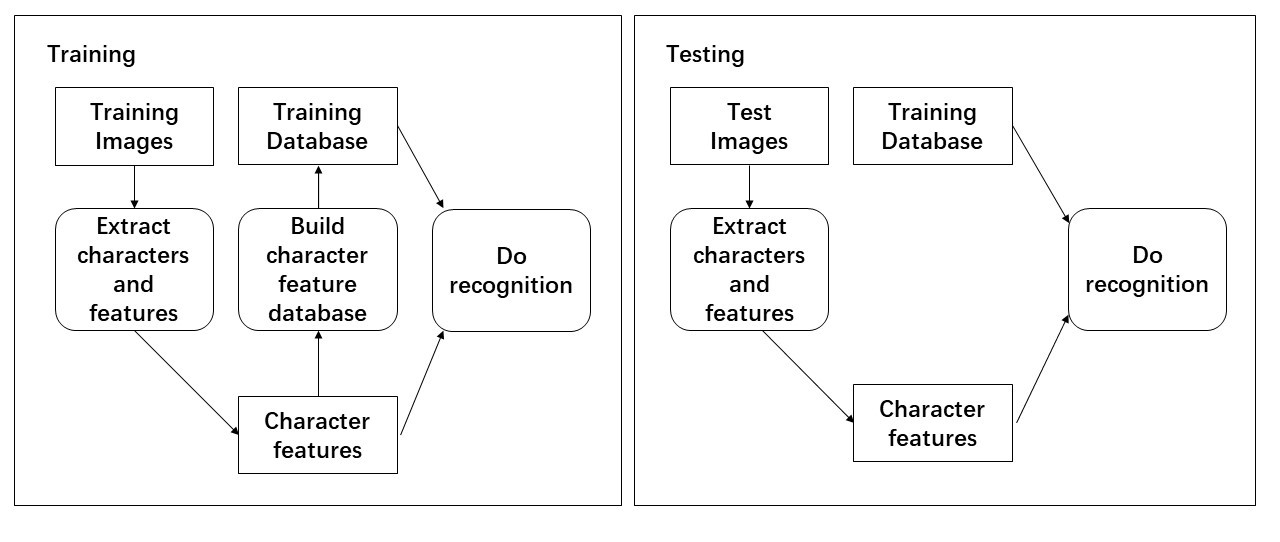 Training
Training
Images
Training
Database
Extract
characters
and
features
Build
character
feature
database
Do
recognition
Character
features
Testing
Test
Images
Training
Database
Extract
characters
and
features
Do
recognition
Character
features